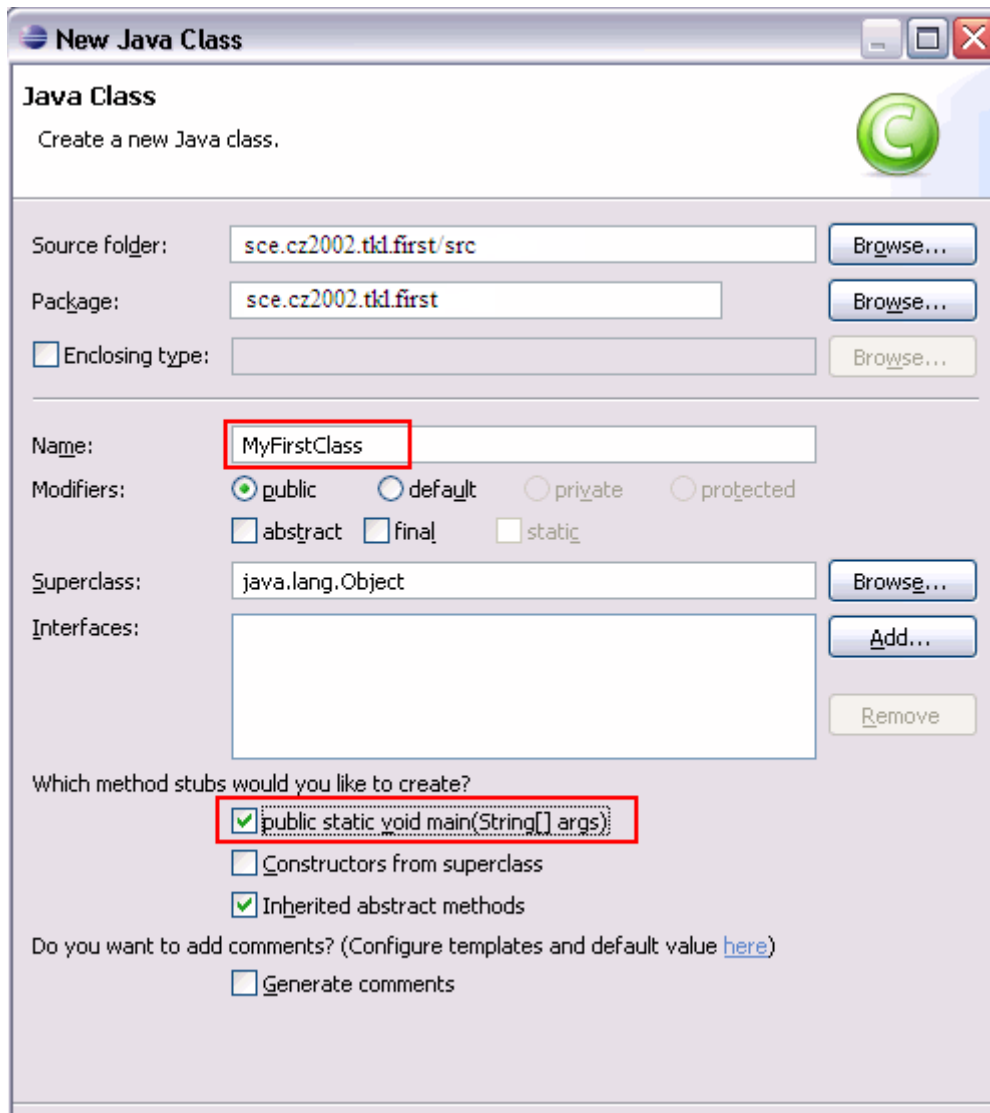 New Java Class
Java Class
Create a new Java class.
C
Source folder: sce.cz2002.tkl.first/src Browse...
Package: sce.cz2002.tkl.first Browse...
Enclosing type: Browse...
Name: MyFirstClass
Modifiers: public default private protected
abstract final static
Superclass: java.lang.Object Browse...
Interfaces: Add...
Remove
Which method stubs would you like to create?
public static void main(String[] args)
Constructors from superclass
Inherited abstract methods
Do you want to add comments? (Configure templates and default value here)
Generate comments